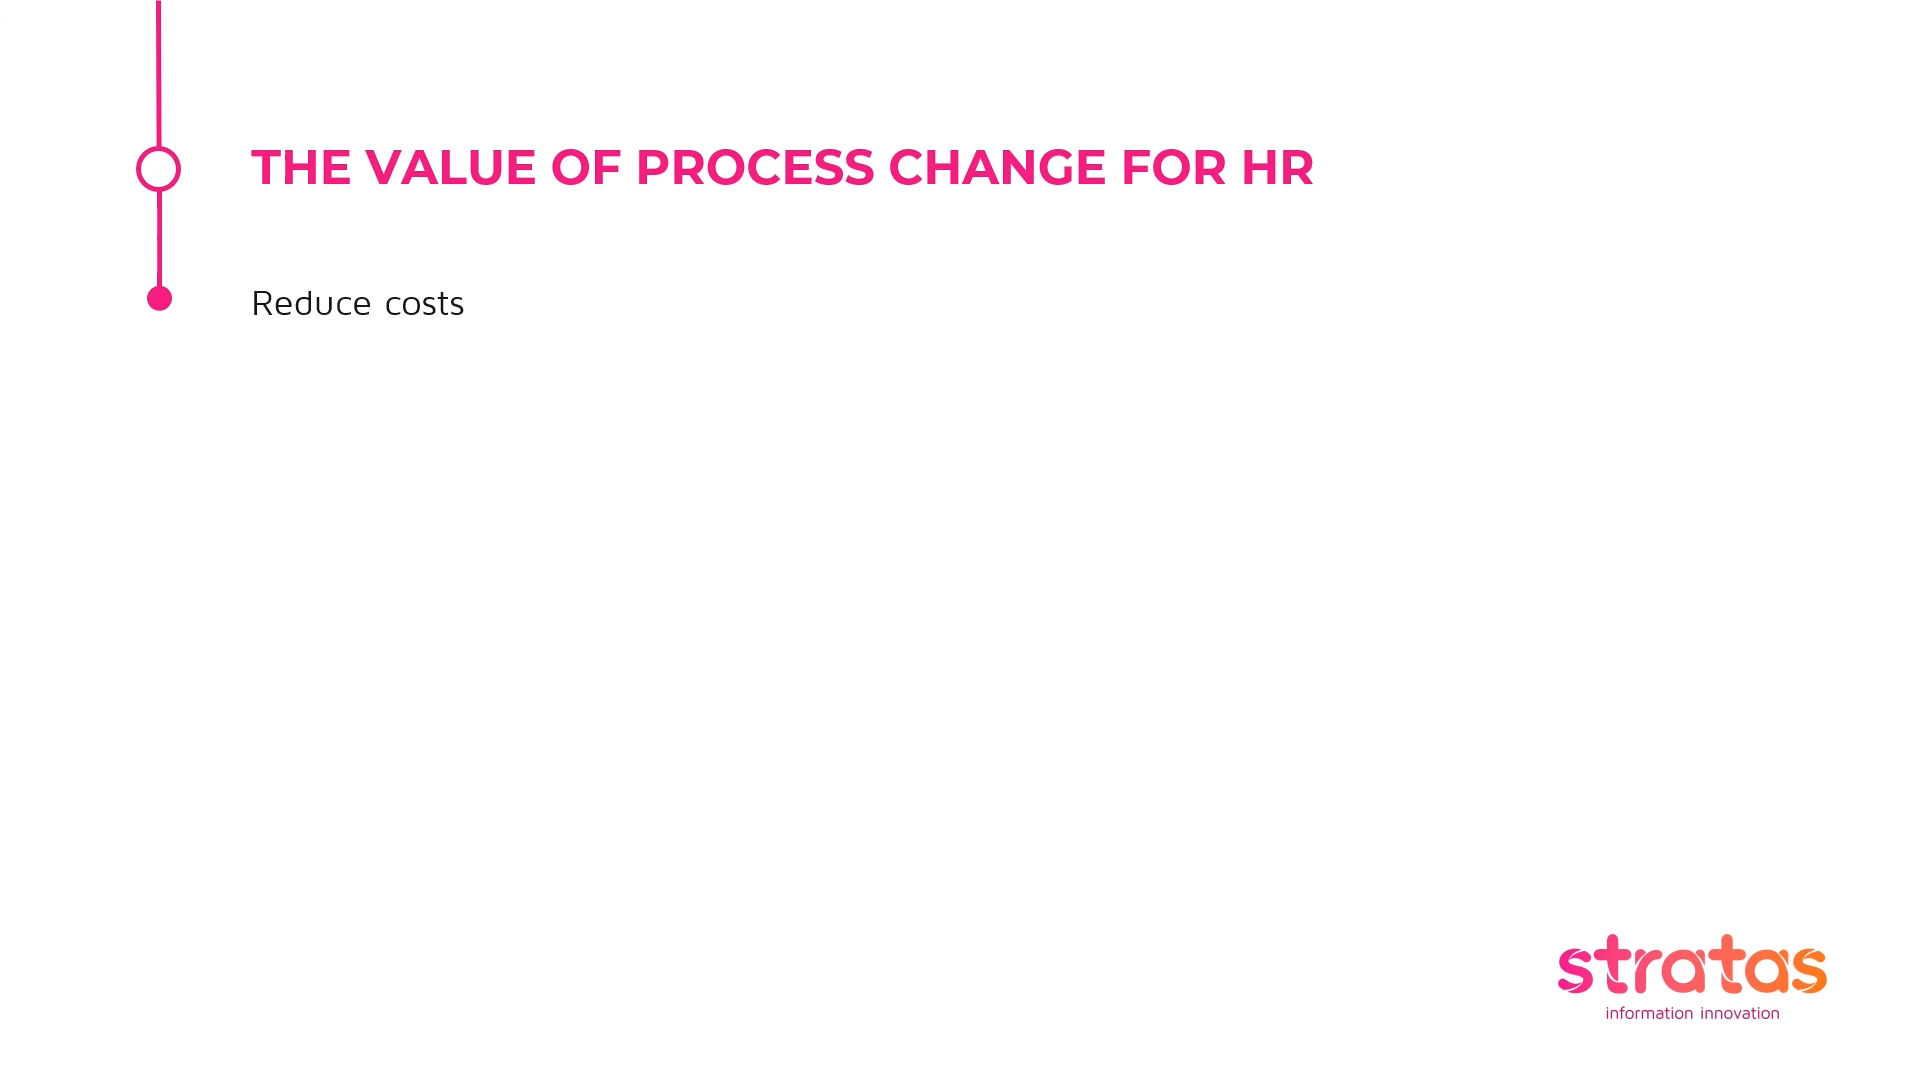 THE VALUE OF PROCESS CHANGE FOR HR
Reduce costs
stratas
information innovation